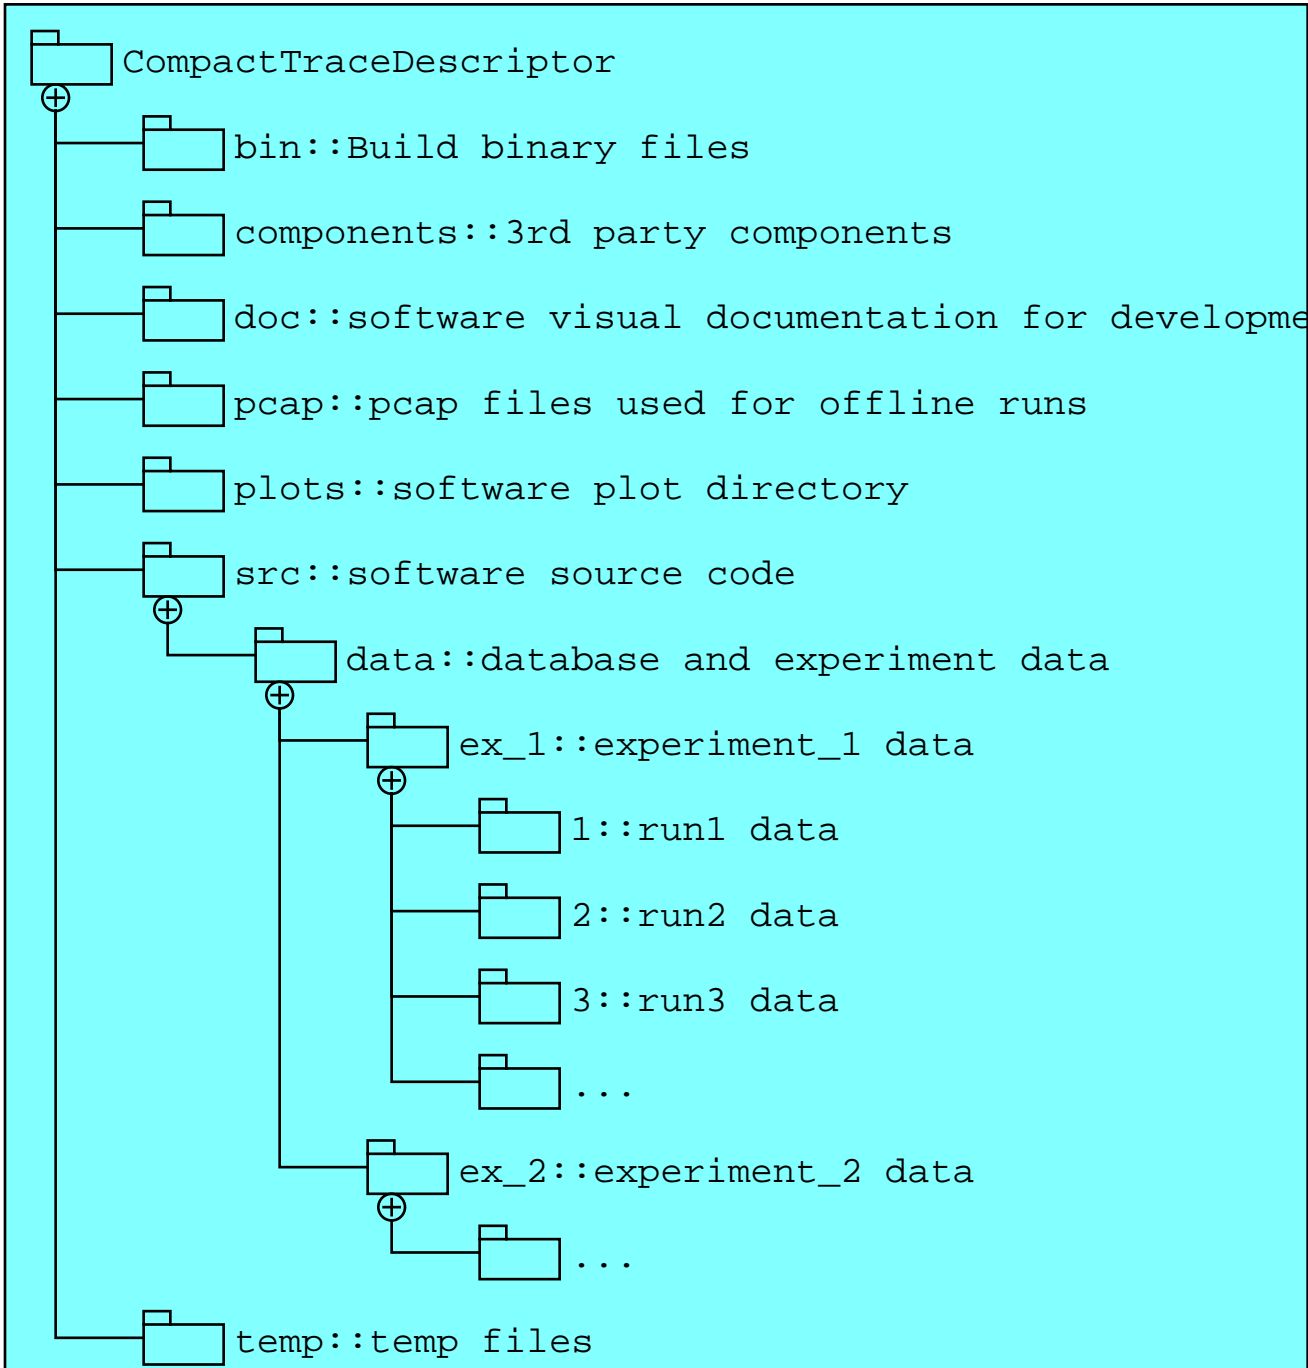 CompactTraceDescriptor
bin::Build binary files
components::3rd party components
doc::software visual documentation for developme
pcap::pcap files used for offline runs
plots::software plot directory
src::software source code
data::database and experiment data
ex_1::experiment_1 data
1::run1 data
2::run2 data
3::run3 data
...
ex_2::experiment_2 data
...
temp::temp files